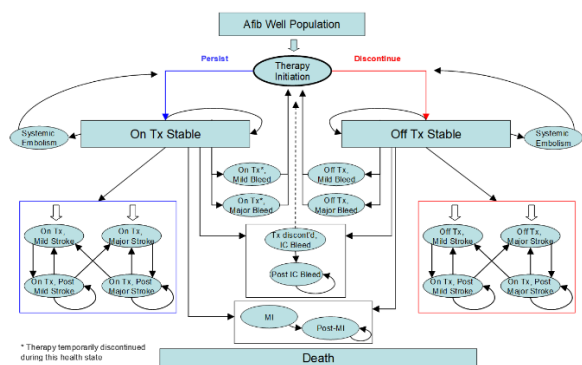 Afib Well Population
Persist
Therapy
Initiation
Discontinue
Systemic
Embolism
On Tx Stable
Off Tx Stable
Systemic
Embolism
On Tx*,
Mild Bleed
Off Tx,
Mild Bleed
On Tx*,
Major Bleed
Off Tx,
Major Bleed
On Tx,
Mild Stroke
On Tx,
Major Stroke
Tx discont'd,
IC Bleed
Off Tx,
Mild Stroke
Off Tx,
Major Stroke
On Tx, Post
Mild Stroke
On Tx, Post
Major Stroke
Post IC Bleed
Off Tx, Post
Mild Stroke
Off Tx, Post
Major Stroke
MI
Post-MI
* Therapy temporarily discontinued
during this health state
Death